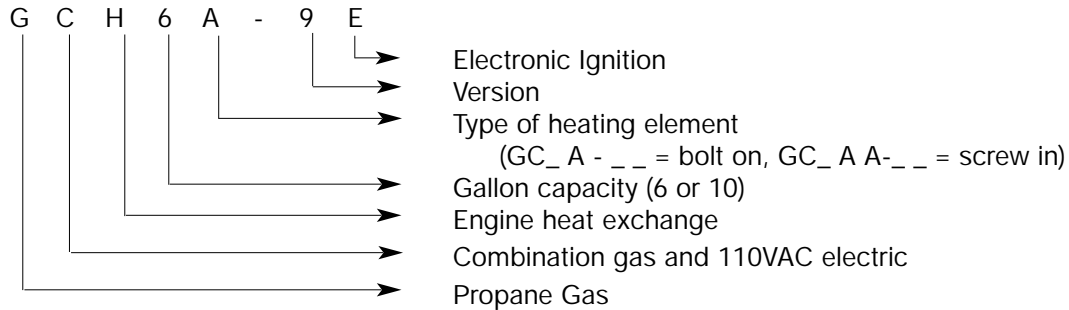 G C H 6 A - 9 E
Electronic Ignition
Version
Type of heating element
(GC_ A - _ _ = bolt on, GC_ A A-_ _ = screw in)
Gallon capacity (6 or 10)
Engine heat exchange
Combination gas and 110VAC electric
Propane Gas